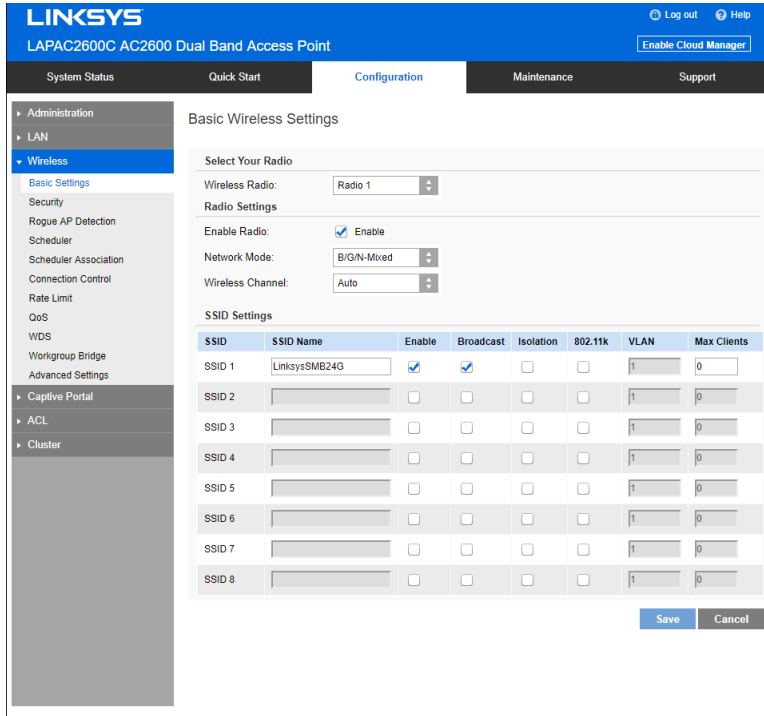 LINKSYS
Log out Help
LAPAC2600C AC2600 Dual Band Access Point
Enable Cloud Manager
System Status Quick Start Configuration Maintenance Support
Administration
LAN
Wireless
Basic Settings
Security
Rogue AP Detection
Scheduler
Scheduler Association
Connection Control
Rate Limit
QoS
WDS
Workgroup Bridge
Advanced Settings
Captive Portal
ACL
Cluster
Basic Wireless Settings
Select Your Radio
Wireless Radio: Radio 1
Radio Settings
Enable Radio: Enable
Network Mode: B/G/N-Mixed
Wireless Channel: Auto
SSID Settings
SSID SSID Name Enable Broadcast Isolation 802.11k VLAN Max Clients
SSID 1 LinksysSMB24G 1 0
SSID 2 1 0
SSID 3 1 0
SSID 4 1 0
SSID 5 1 0
SSID 6 1 0
SSID 7 1 0
SSID 8 1 0
Save Cancel